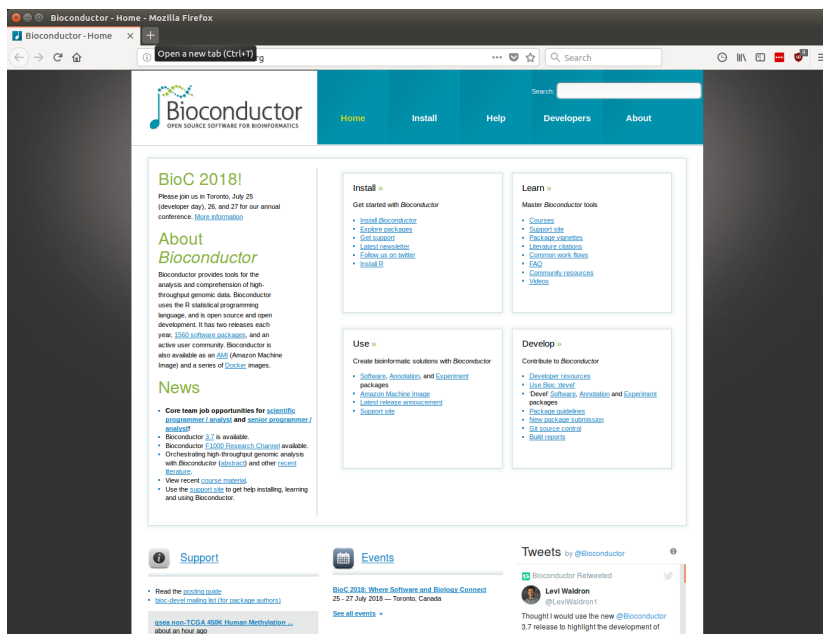 Bioconductor - Home - Mozilla Firefox
Bioconductor - Home
Open a new tab (Ctrl+T)
rg
Search
4
Bioconductor
OPEN SOURCE SOFTWARE FOR BIOINFORMATICS
Search:
Home Install Help Developers About
BioC 2018!
Please join us in Toronto, July 25
(developer day), 26, and 27 for our annual
conference. More information
About
Bioconductor
Bioconductor provides tools for the
analysis and comprehension of high-
throughput genomic data. Bioconductor
uses the R statistical programming
language, and is open source and open
development. It has two releases each
year, 1560 software packages, and an
active user community. Bioconductor is
also available as an AMI (Amazon Machine
Image) and a series of Docker images.
News
• Core team job opportunities for scientific
programmer / analyst and senior programmer /
analyst!
• Bioconductor 3.7 is available.
• Bioconductor F1000 Research Channel available.
• Orchestrating high-throughput genomic analysis
with Bioconductor (abstract) and other recent
literature.
• View recent course material.
• Use the support site to get help installing, learning
and using Bioconductor.
Install »
Get started with Bioconductor
• Install Bioconductor
• Explore packages
• Get support
• Latest newsletter
• Follow us on twitter
• Install R
Learn »
Master Bioconductor tools
• Courses
• Support site
• Package vignettes
• Literature citations
• Common work flows
• FAQ
• Community resources
• Videos
Use »
Create bioinformatic solutions with Bioconductor
• Software, Annotation, and Experiment
packages
• Amazon Machine Image
• Latest release annoucement
• Support site
Develop »
Contribute to Bioconductor
• Developer resources
• Use Bioc 'devel'
• 'Devel' Software, Annotation and Experiment
packages
• Package guidelines
• New package submission
• Git source control
• Build reports
Support
• Read the posting guide
• bioc-devel mailing list (for package authors)
gsea non-TCGA 450K Human Methylation ...
about an hour ago
Events
BioC 2018: Where Software and Biology Connect
25 - 27 July 2018 — Toronto, Canada
See all events »
Tweets by @Bioconductor
Bioconductor Retweeted
Levi Waldron
@LeviWaldron1
Thought I would use the new @Bioconductor
3.7 release to highlight the development of